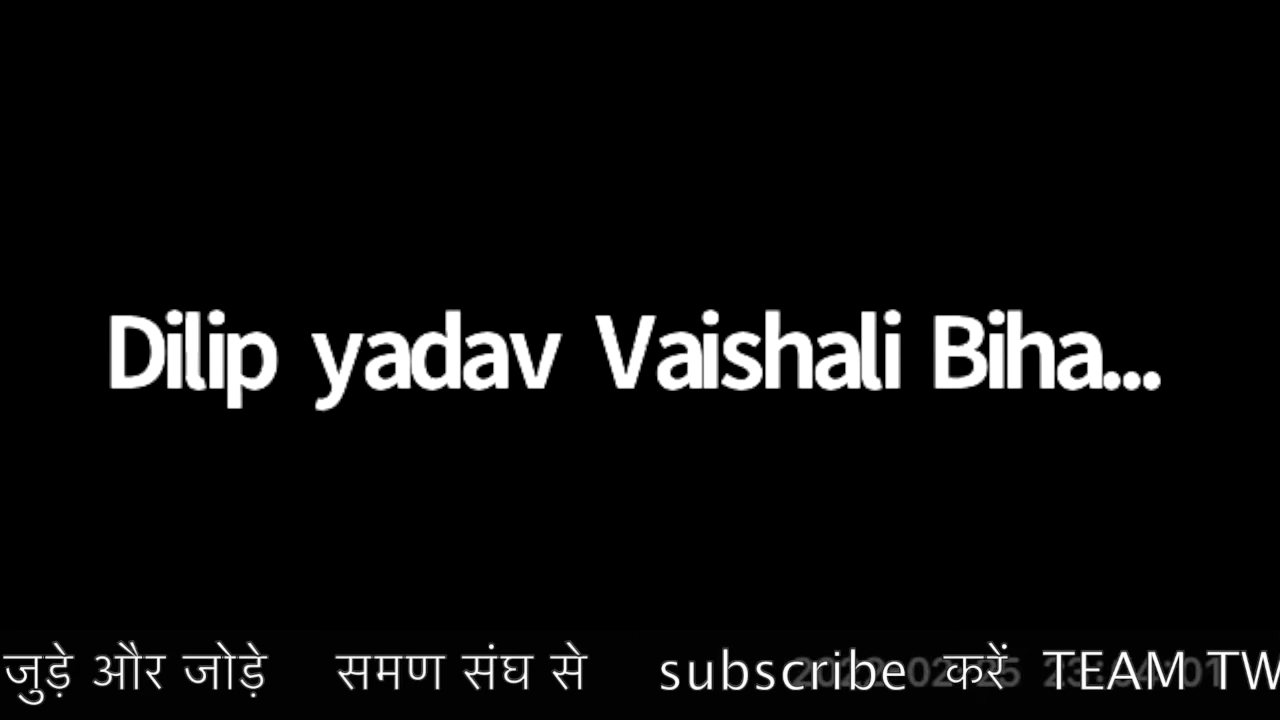 Dilip yadav Vaishali Biha...
जुड़े और जोड़े समण संघ से subscribe करें TEAM TW